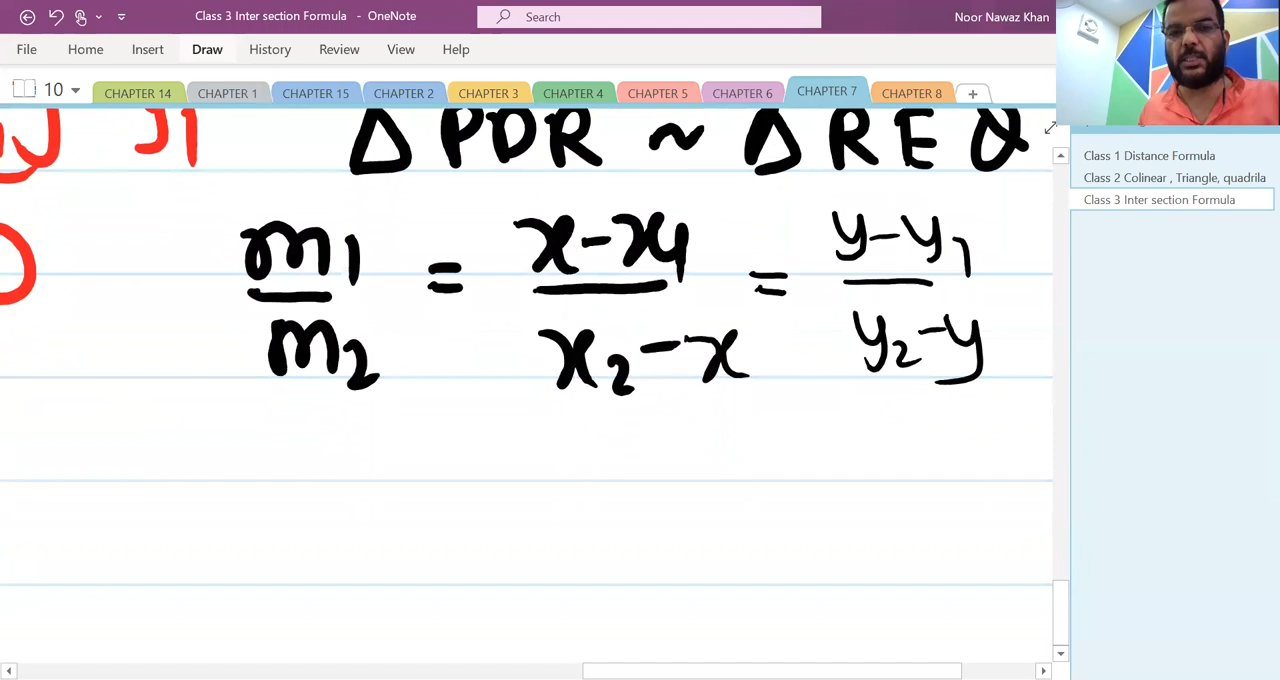 Class 3 Inter section Formula - OneNote
Search
Noor Nawaz Khan
File Home Insert Draw History Review View Help
10
CHAPTER 14 CHAPTER 1 CHAPTER 15 CHAPTER 2 CHAPTER 3 CHAPTER 4 CHAPTER 5 CHAPTER 6 CHAPTER 7 CHAPTER 8 +
Class 1 Distance Formula
Class 2 Colinear , Triangle, quadrila
Class 3 Inter section Formula
y1 Δ PDR ~ Δ REQ
m1 / m2 = x-x1 / x2-x = y-y1 / y2-y